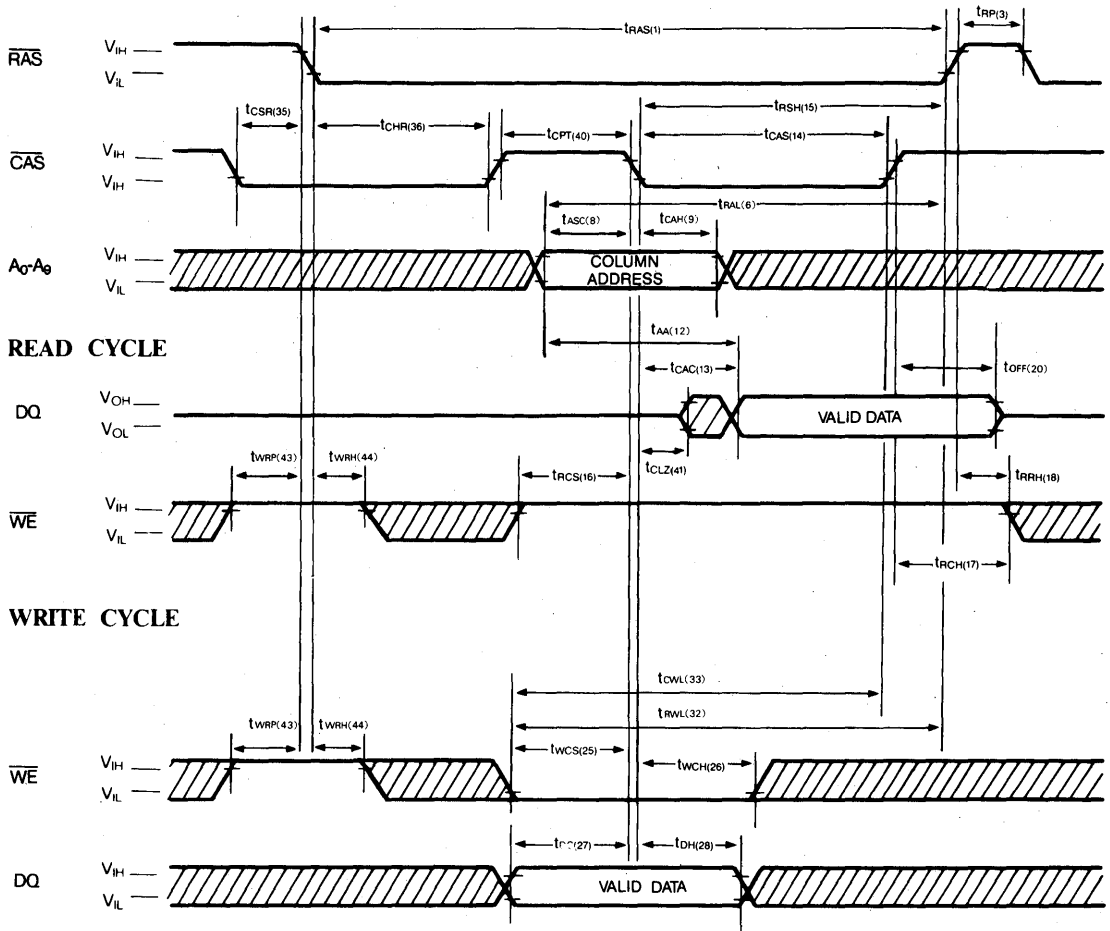 tRAS(1)
tRP(3)
RAS
VIH
ViL
tCSR(35)
tCHR(36)
tCPT(40)
tRSH(15)
tCAS(14)
CAS
VIH
VIH
tRAL(6)
tASC(8)
tCAH(9)
A0-A9
VIH
VIL
COLUMN
ADDRESS
READ CYCLE
tAA(12)
tCAC(13)
tOFF(20)
DQ
VOH
VOL
VALID DATA
tCLZ(41)
tWRP(43)
tWRH(44)
tRCS(16)
tRRH(18)
WE
VIH
VIL
tRCH(17)
WRITE CYCLE
tCWL(33)
tRWL(32)
tWRP(43)
tWRH(44)
tWCS(25)
tWCH(26)
WE
VIH
VIL
tDH(28)
DQ
VIH
VIL
VALID DATA